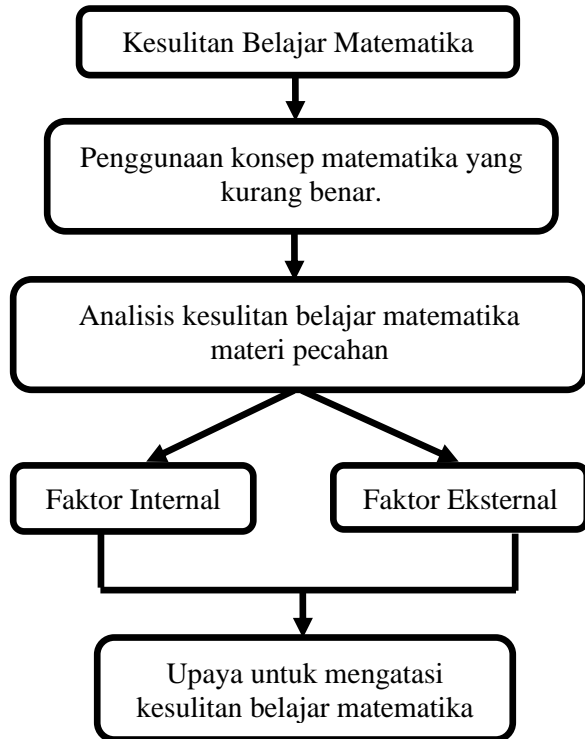 Kesulitan Belajar Matematika
Penggunaan konsep matematika yang
kurang benar.
Analisis kesulitan belajar matematika
materi pecahan
Faktor Internal
Faktor Eksternal
Upaya untuk mengatasi
kesulitan belajar matematika